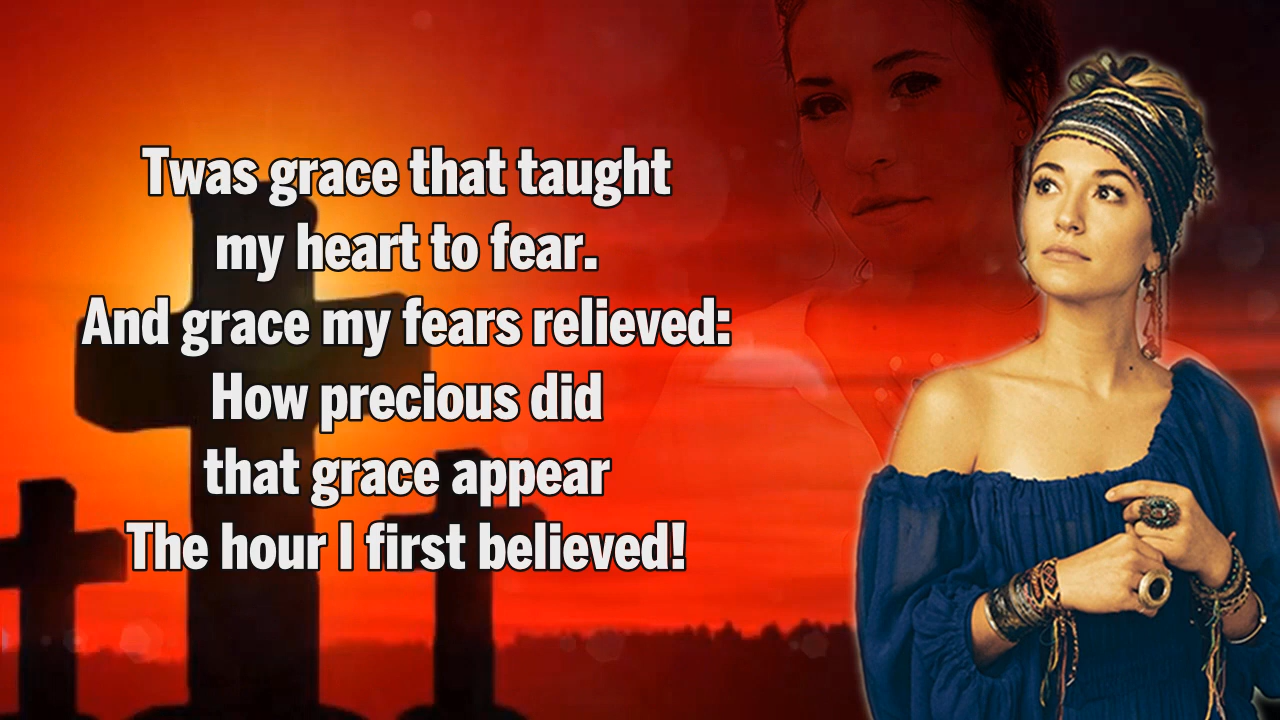 Twas grace that taught
my heart to fear.
And grace my fears relieved:
How precious did
that grace appear
The hour I first believed!